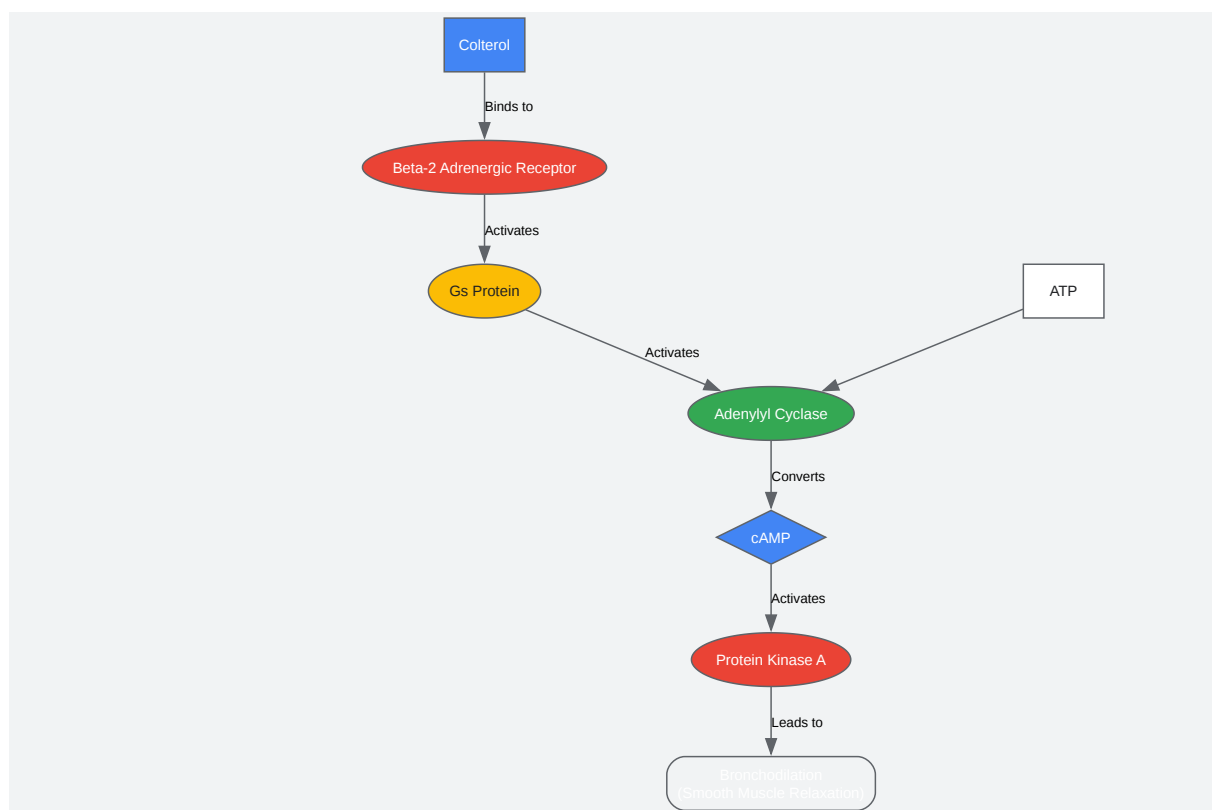 Colterol
Binds to
Beta-2 Adrenergic Receptor
Activates
Gs Protein
ATP
Activates
Adenylyl Cyclase
Converts
cAMP
Activates
Protein Kinase A
Leads to
Bronchodilation
(Smooth Muscle Relaxation)